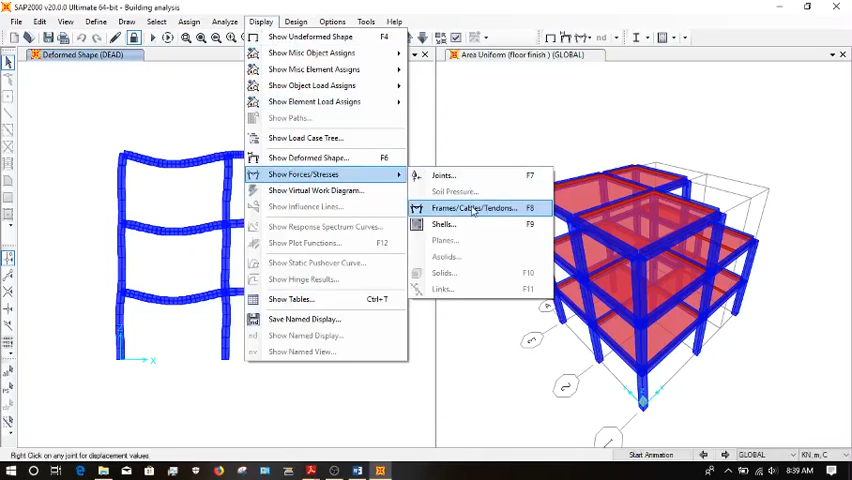 SAP2000 v20.0.0 Ultimate 64-bit - Building analysis
File Edit View Define Draw Select Assign Analyze Display Design Options Tools Help
Deformed Shape (DEAD)
Area Uniform (floor finish ) (GLOBAL)
nd
Show Undeformed Shape F4
Show Misc Object Assigns
Show Misc Element Assigns
Show Object Load Assigns
Show Element Load Assigns
Show Paths...
Show Load Case Tree...
Show Deformed Shape... F6
Show Forces/Stresses
Show Virtual Work Diagram...
Show Influence Lines...
Show Response Spectrum Curves...
Show Plot Functions... F12
Show Static Pushover Curve...
Show Hinge Results...
Show Tables... Ctrl+T
Save Named Display...
nd Show Named Display...
nv Show Named View...
Joints... F7
Soil Pressure...
Frames/Cables/Tendons... F8
Shells... F9
Planes...
Asolids...
Solids... F10
Links... F11
X
Right Click on any joint for displacement values
Start Animation
GLOBAL
KN, m, C
8:39 AM